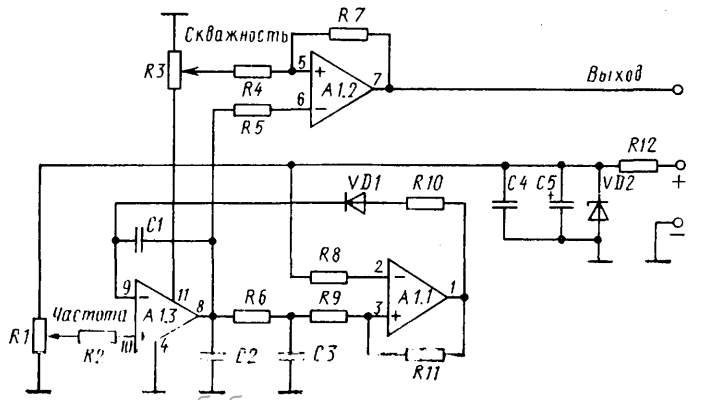 Скважность
R7
R3
R4
5
+
A1.2
7
Выход
6
−
R5
R12
+
−
C4
C5
+
VD2
VD1
R10
C1
R8
2
−
A1.1
1
3
+
9
−
11
A1.3
8
R6
R9
Частота
R1
R2
10
+
4
C2
C3
R11